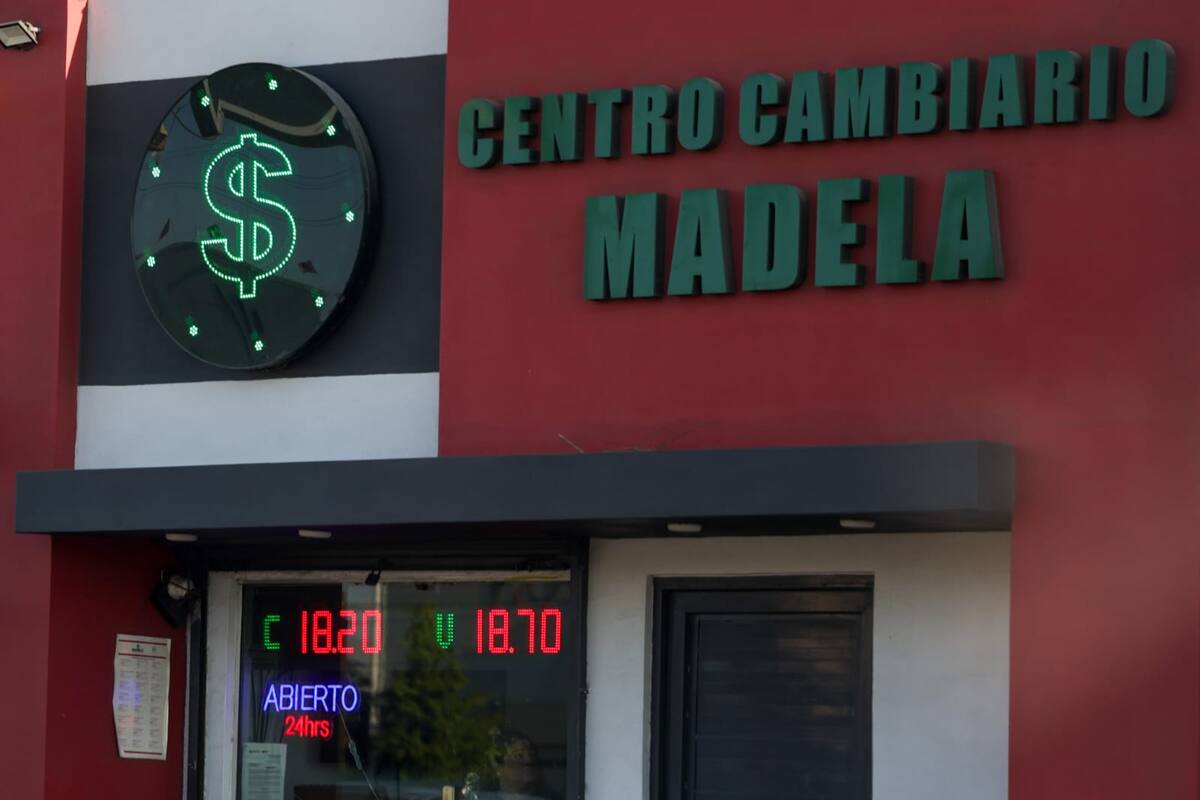 CENTRO CAMBIARIO
MADELA
$
C 18.20 V 18.70
ABIERTO
24hrs